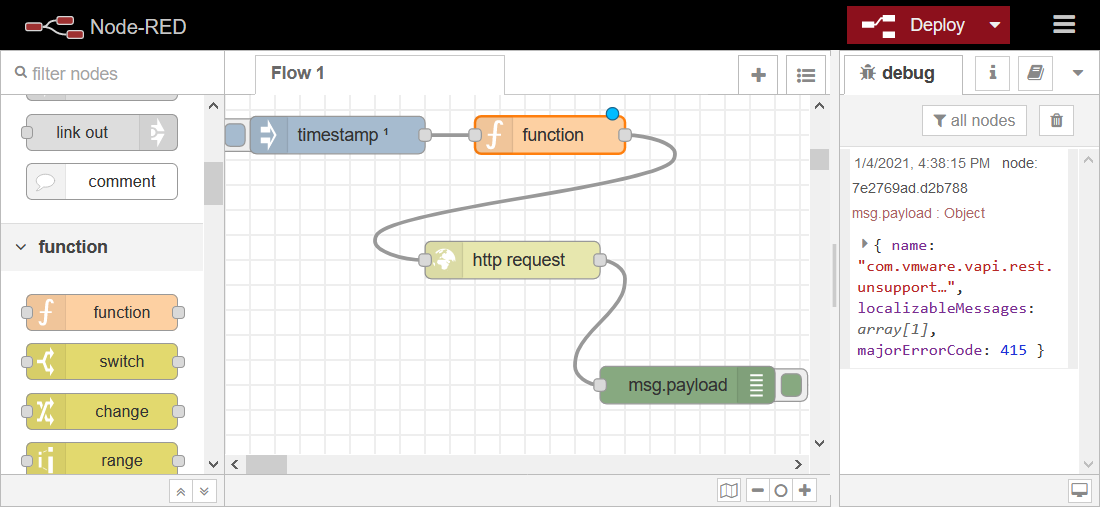 Node-RED
Deploy
filter nodes
link out
comment
function
function
switch
change
range
Flow 1
timestamp ¹
function
http request
msg.payload
debug
i
all nodes
1/4/2021, 4:38:15 PM node:
7e2769ad.d2b788
msg.payload : Object
{ name:
"com.vmware.vapi.rest.
unsupport…",
localizableMessages:
array[1],
majorErrorCode: 415 }